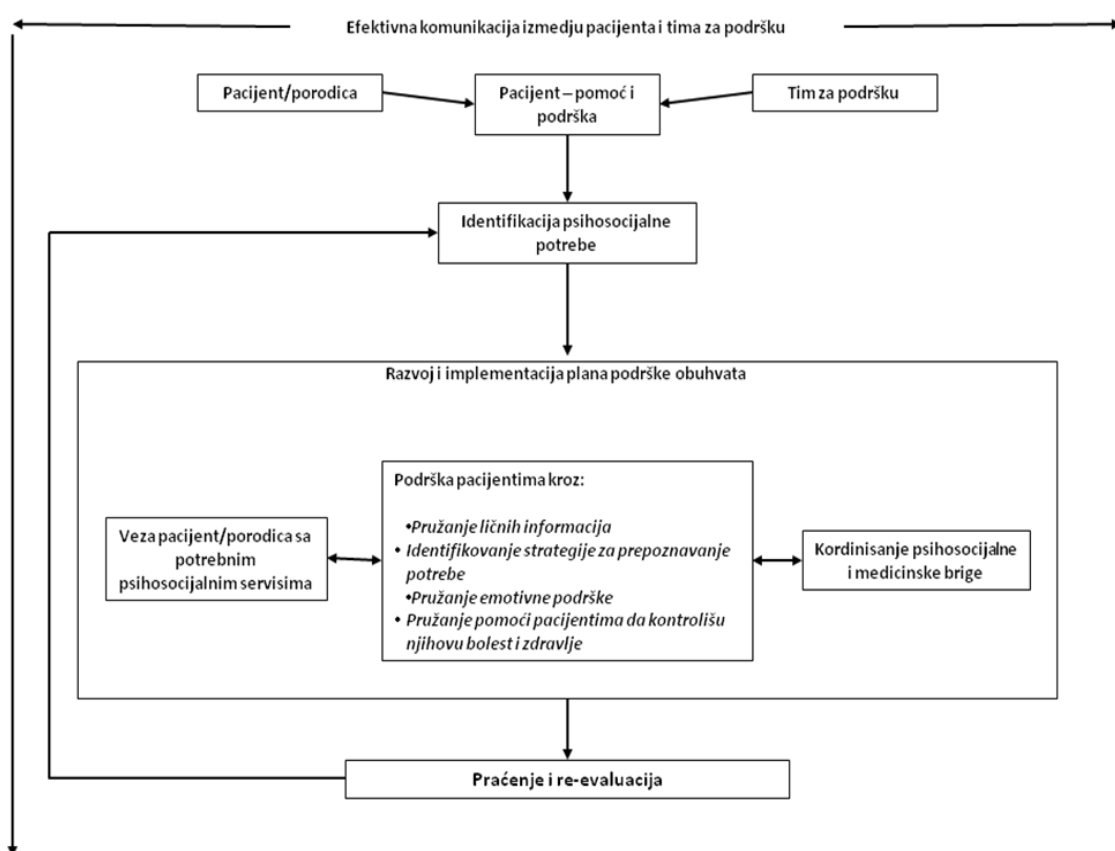 Efektivna komunikacija izmedju pacijenta i tima za podršku
Pacijent/porodica
Pacijent – pomoć i
podrška
Tim za podršku
Identifikacija psihosocijalne
potrebe
Razvoj i implementacija plana podrške obuhvata
Veza pacijent/porodica sa
potrebnim
psihosocijalnim servisima
Podrška pacijentima kroz:
•Pružanje ličnih informacija
• Identifikovanje strategije za prepoznavanje
potrebe
•Pružanje emotivne podrške
• Pružanje pomoći pacijentima da kontrolišu
njihovu bolest i zdravlje
Kordinisanje psihosocijalne
i medicinske brige
Praćenje i re-evaluacija